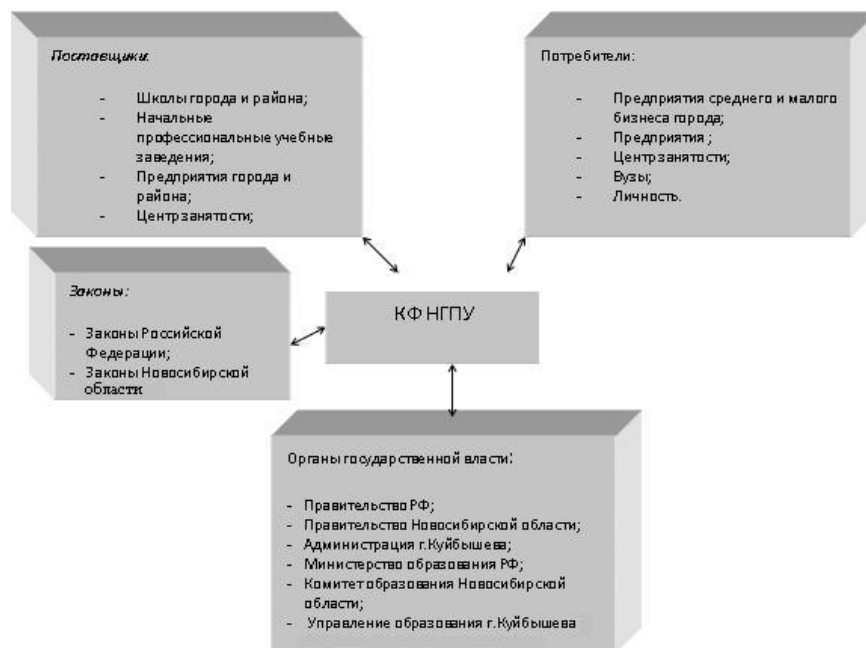 Поставщики:
- Школы города и района;
- Начальные
профессиональные учебные
заведения;
- Предприятия города и
района;
- Центр занятости;
Потребители:
- Предприятия среднего и малого
бизнеса города;
- Предприятия ;
- Центр занятости;
- Вузы;
- Личность.
Законы:
- Законы Российской
Федерации;
- Законы Новосибирской
области
КФ НГПУ
Органы государственной власти:
- Правительство РФ;
- Правительство Новосибирской области;
- Администрация г.Куйбышева;
- Министерство образования РФ;
- Комитет образования Новосибирской
области;
- Управление образования г.Куйбышева